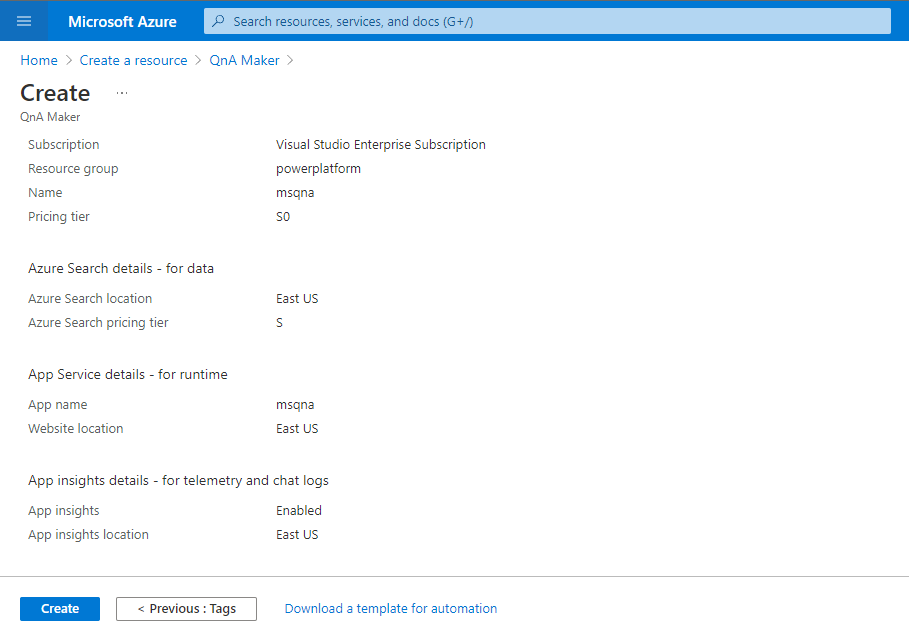 Microsoft Azure
Search resources, services, and docs (G+/)
Home > Create a resource > QnA Maker >
Create ...
QnA Maker
Subscription Visual Studio Enterprise Subscription
Resource group powerplatform
Name msqna
Pricing tier S0
Azure Search details - for data
Azure Search location East US
Azure Search pricing tier S
App Service details - for runtime
App name msqna
Website location East US
App insights details - for telemetry and chat logs
App insights Enabled
App insights location East US
Create < Previous : Tags Download a template for automation